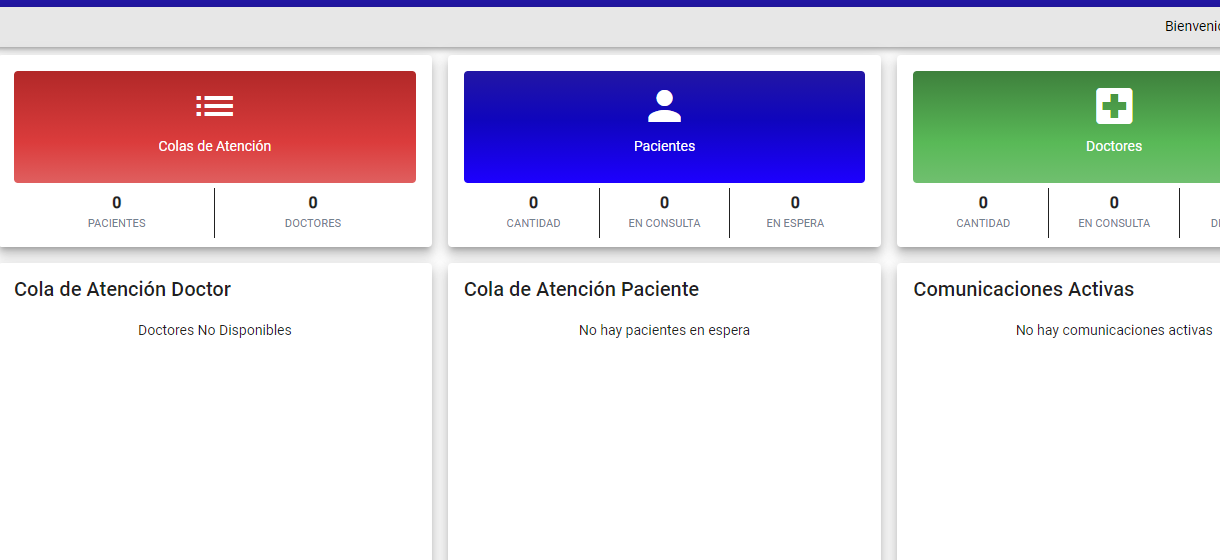 Colas de Atención
0
PACIENTES
0
DOCTORES
Pacientes
0
CANTIDAD
0
EN CONSULTA
0
EN ESPERA
Doctores
0
CANTIDAD
0
EN CONSULTA
Cola de Atención Doctor
Doctores No Disponibles
Cola de Atención Paciente
No hay pacientes en espera
Comunicaciones Activas
No hay comunicaciones activas